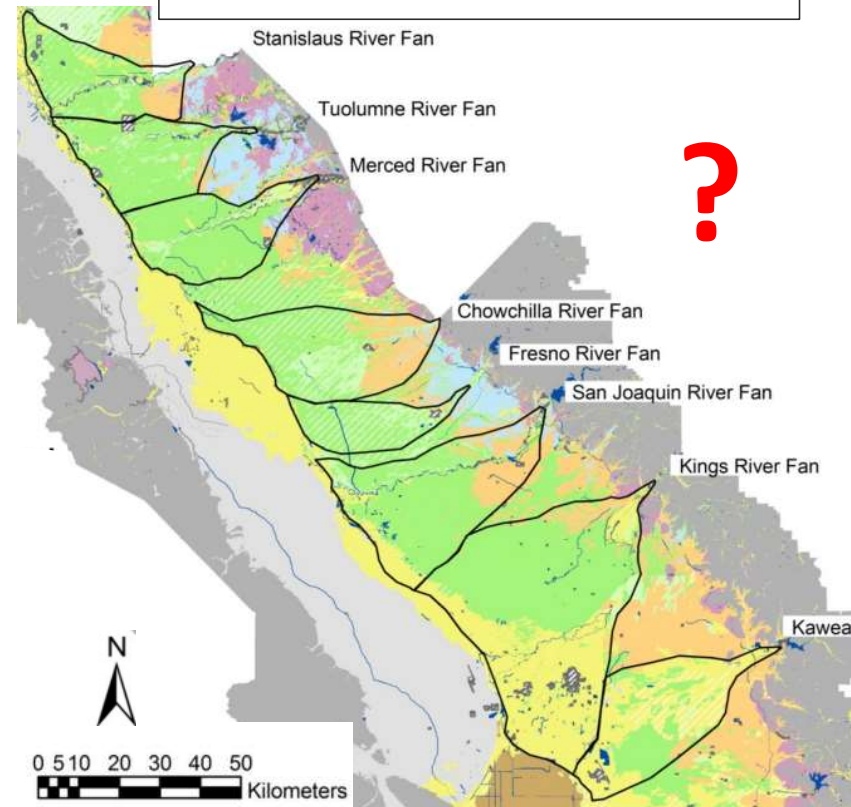 Stanislaus River Fan
Tuolumne River Fan
Merced River Fan
?
Chowchilla River Fan
Fresno River Fan
San Joaquin River Fan
Kings River Fan
Kawea
N
0 5 10 20 30 40 50
Kilometers